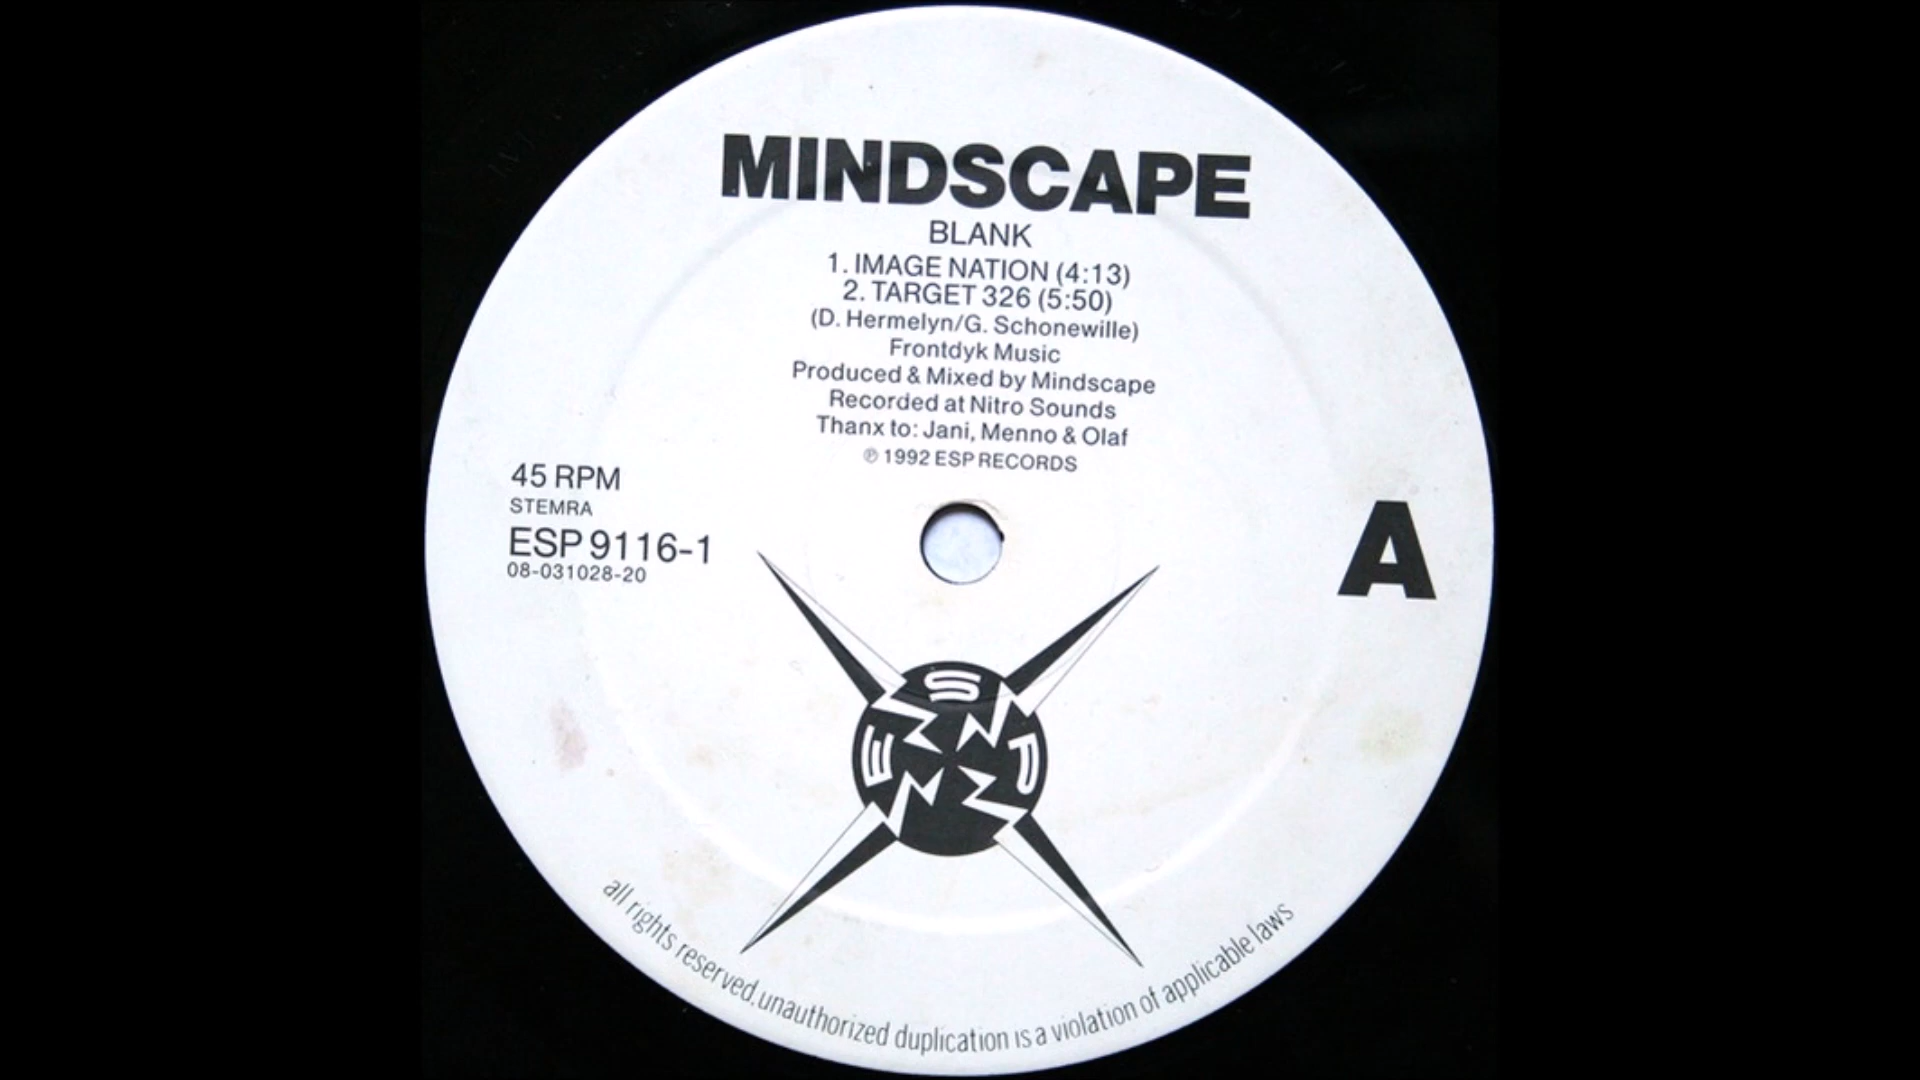 MINDSCAPE
BLANK
1. IMAGE NATION (4:13)
2. TARGET 326 (5:50)
(D. Hermelyn/G. Schonewille)
Frontdyk Music
Produced & Mixed by Mindscape
Recorded at Nitro Sounds
Thanx to: Jani, Menno & Olaf
℗ 1992 ESP RECORDS
45 RPM
STEMRA
ESP 9116-1
08-031028-20
A
ESP
all rights reserved. unauthorized duplication is a violation of applicable laws